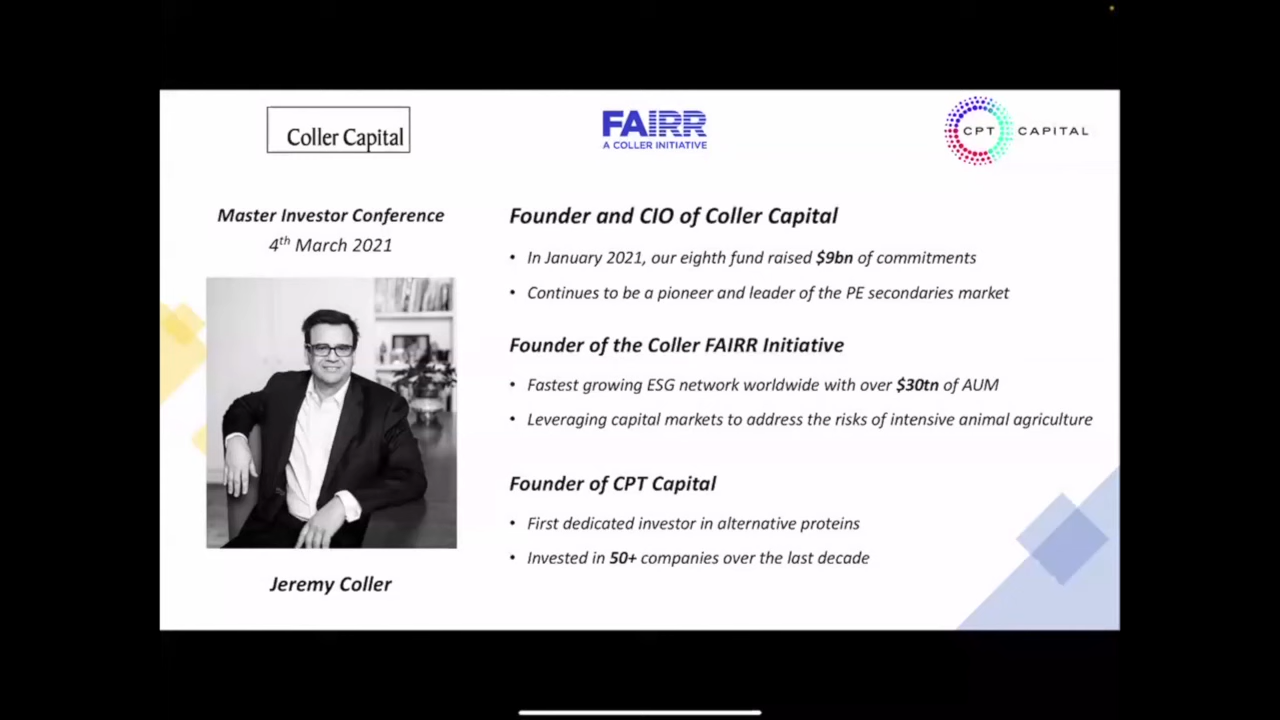 Coller Capital
FAIRR
A COLLER INITIATIVE
CPT CAPITAL
Master Investor Conference
4th March 2021
Jeremy Coller
Founder and CIO of Coller Capital
• In January 2021, our eighth fund raised $9bn of commitments
• Continues to be a pioneer and leader of the PE secondaries market
Founder of the Coller FAIRR Initiative
• Fastest growing ESG network worldwide with over $30tn of AUM
• Leveraging capital markets to address the risks of intensive animal agriculture
Founder of CPT Capital
• First dedicated investor in alternative proteins
• Invested in 50+ companies over the last decade